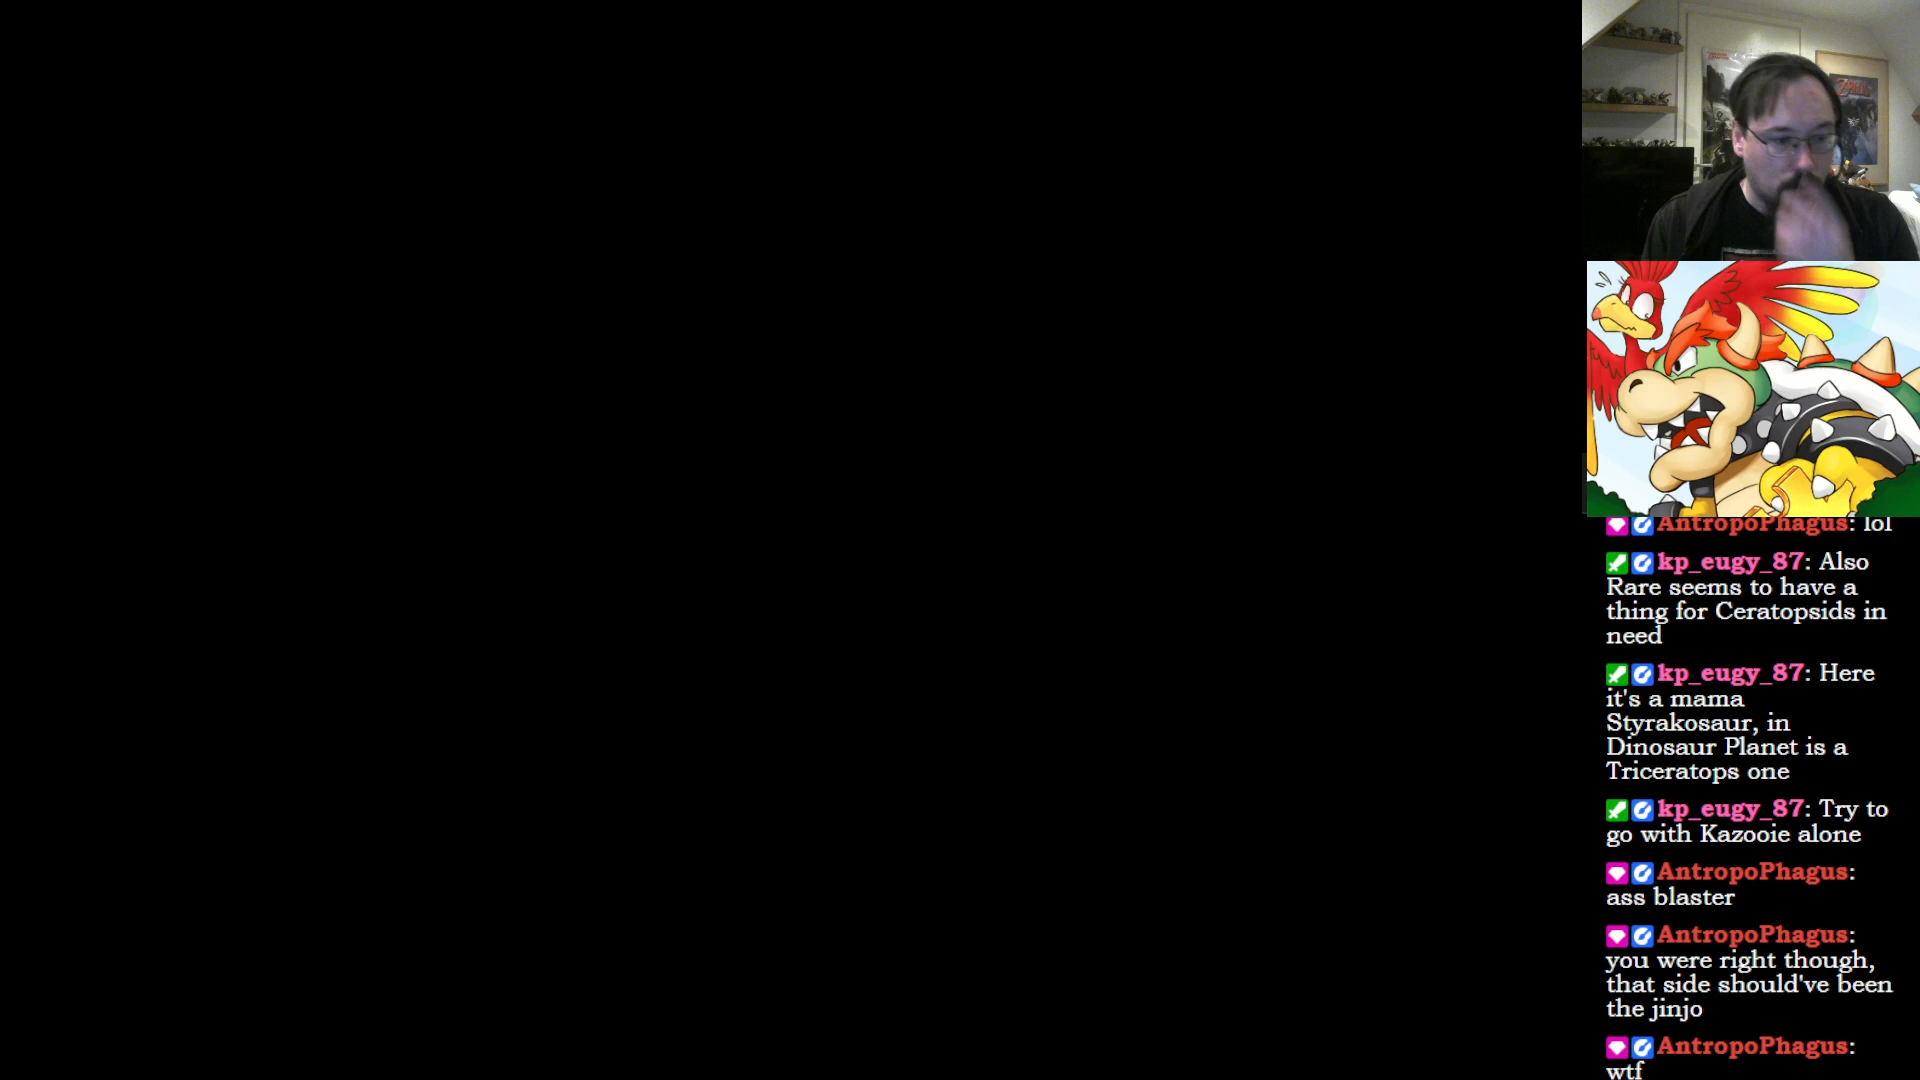 ZELDA
AntropoPhagus: lol
kp_eugy_87: Also
Rare seems to have a
thing for Ceratopsids in
need
kp_eugy_87: Here
it's a mama
Styrakosaur, in
Dinosaur Planet is a
Triceratops one
kp_eugy_87: Try to
go with Kazooie alone
AntropoPhagus:
ass blaster
AntropoPhagus:
you were right though,
that side should've been
the jinjo
AntropoPhagus:
wtf